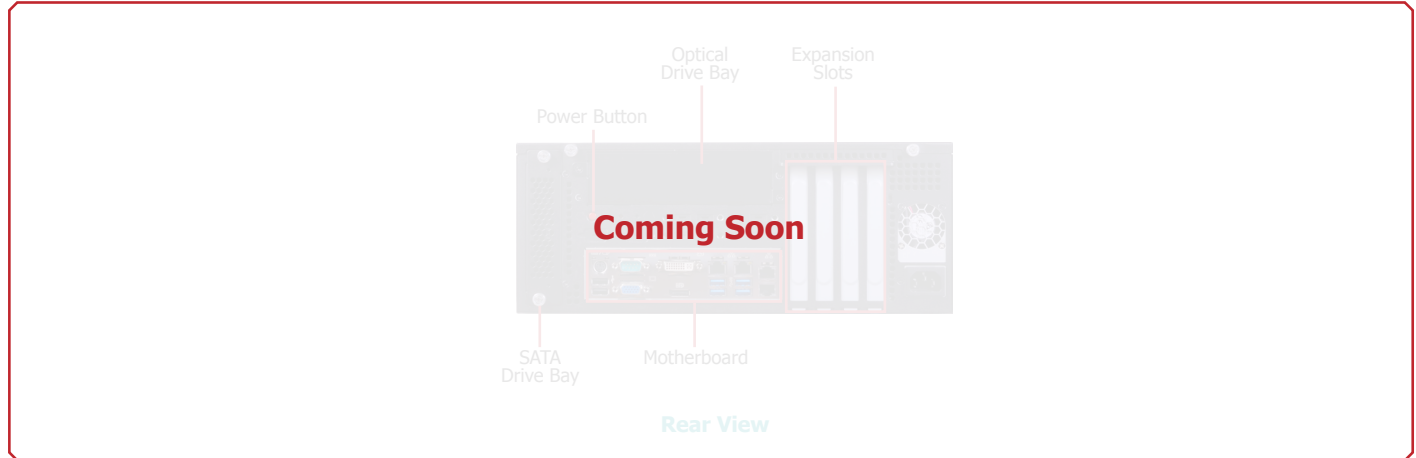 Optical
Drive Bay
Expansion
Slots
Power Button
Coming Soon
SATA
Drive Bay
Motherboard
Rear View